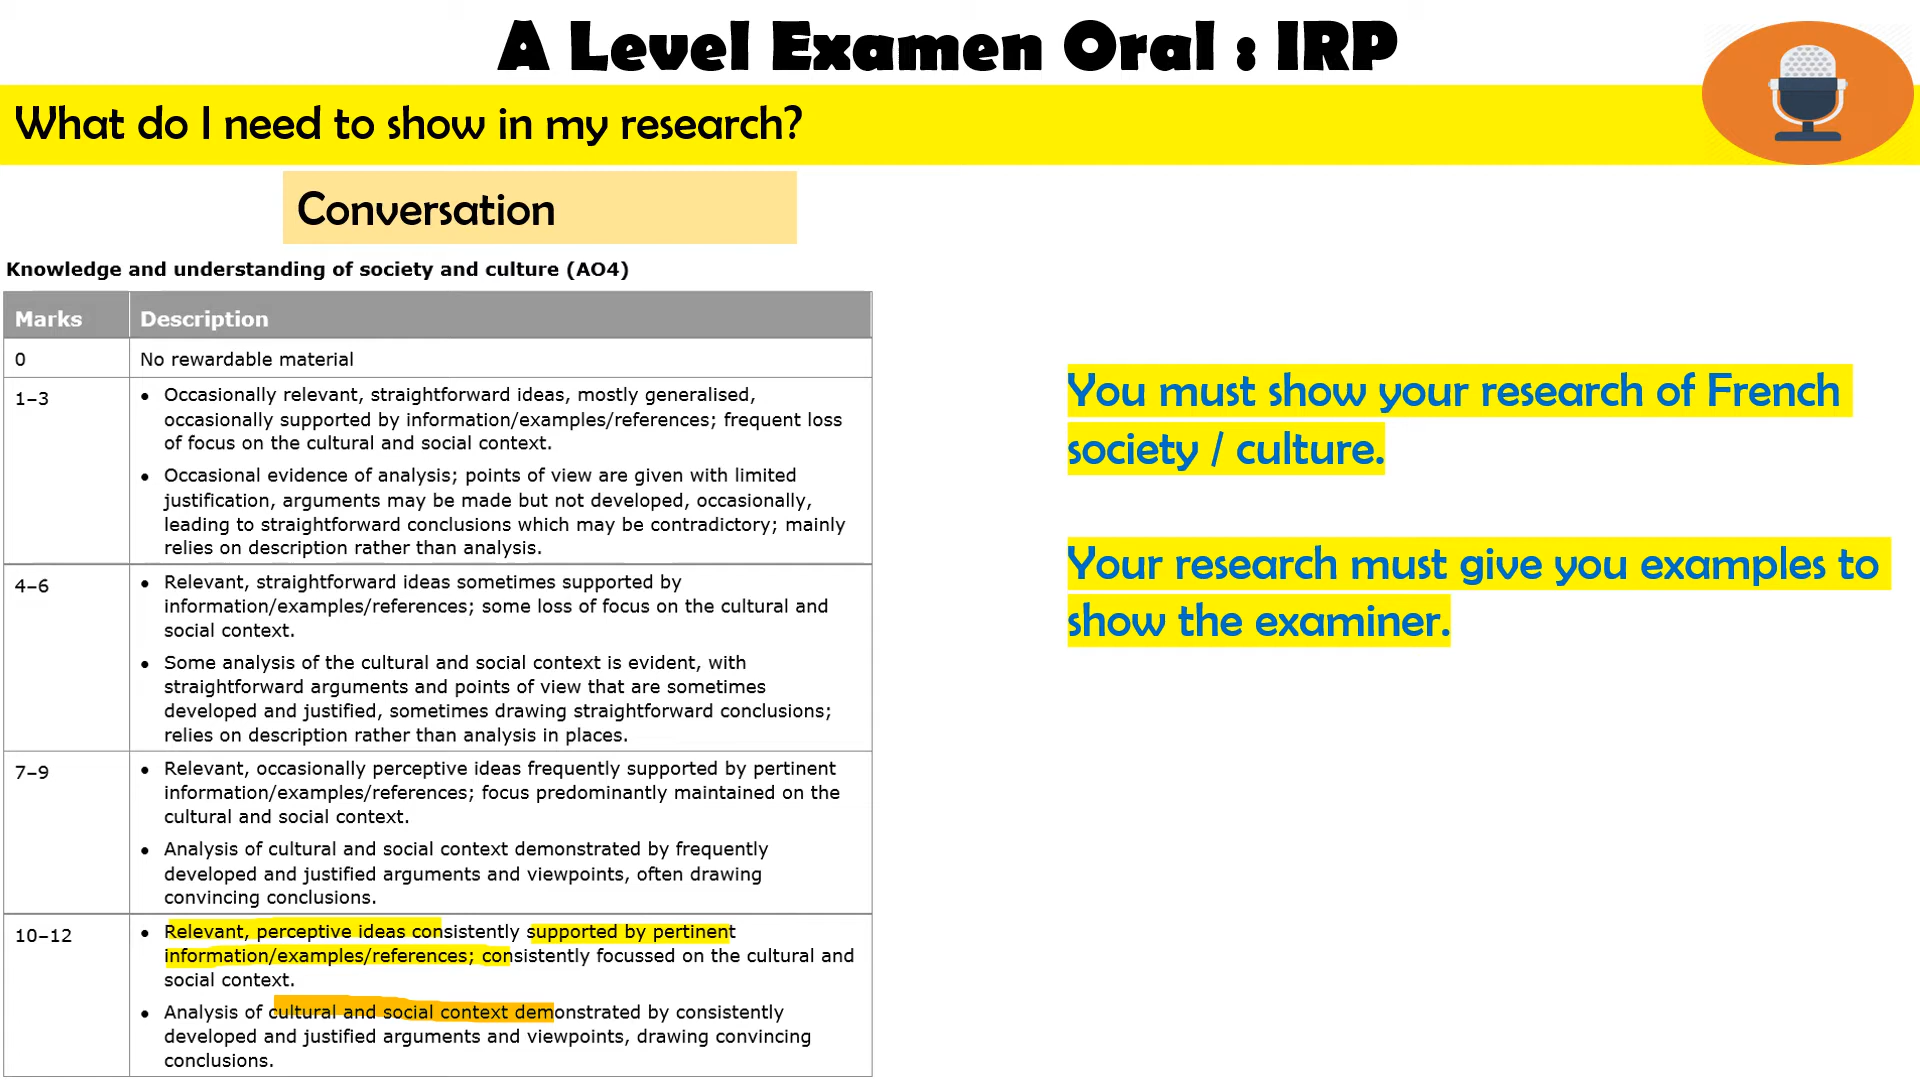 A Level Examen Oral : IRP
What do I need to show in my research?
Conversation
Knowledge and understanding of society and culture (AO4)
Marks Description
0 No rewardable material
1–3 • Occasionally relevant, straightforward ideas, mostly generalised,
occasionally supported by information/examples/references; frequent loss
of focus on the cultural and social context.
• Occasional evidence of analysis; points of view are given with limited
justification, arguments may be made but not developed, occasionally,
leading to straightforward conclusions which may be contradictory; mainly
relies on description rather than analysis.
4–6 • Relevant, straightforward ideas sometimes supported by
information/examples/references; some loss of focus on the cultural and
social context.
• Some analysis of the cultural and social context is evident, with
straightforward arguments and points of view that are sometimes
developed and justified, sometimes drawing straightforward conclusions;
relies on description rather than analysis in places.
7–9 • Relevant, occasionally perceptive ideas frequently supported by pertinent
information/examples/references; focus predominantly maintained on the
cultural and social context.
• Analysis of cultural and social context demonstrated by frequently
developed and justified arguments and viewpoints, often drawing
convincing conclusions.
10–12 • Relevant, perceptive ideas consistently supported by pertinent
information/examples/references; consistently focussed on the cultural and
social context.
• Analysis of cultural and social context demonstrated by consistently
developed and justified arguments and viewpoints, drawing convincing
conclusions.
You must show your research of French
society / culture.
Your research must give you examples to
show the examiner.